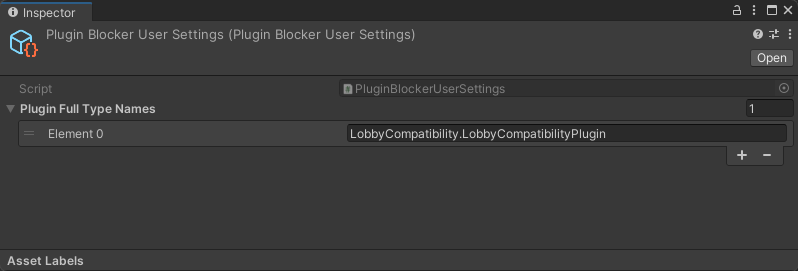 Inspector
Plugin Blocker User Settings (Plugin Blocker User Settings)
Open
Script PluginBlockerUserSettings
Plugin Full Type Names 1
Element 0 LobbyCompatibility.LobbyCompatibilityPlugin
+ −
Asset Labels